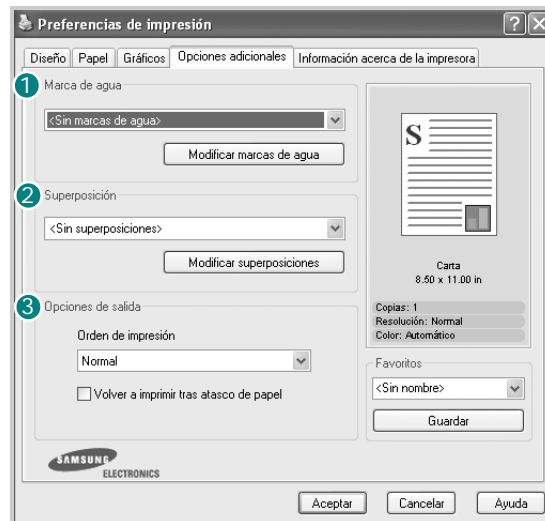 Preferencias de impresión
Diseño Papel Gráficos Opciones adicionales Información acerca de la impresora
1 Marca de agua
<Sin marcas de agua>
Modificar marcas de agua
2 Superposición
<Sin superposiciones>
Modificar superposiciones
3 Opciones de salida
Orden de impresión
Normal
Volver a imprimir tras atasco de papel
S
Carta
8.50 x 11.00 in
Copias: 1
Resolución: Normal
Color: Automático
Favoritos
<Sin nombre>
Guardar
SAMSUNG
ELECTRONICS
Aceptar Cancelar Ayuda